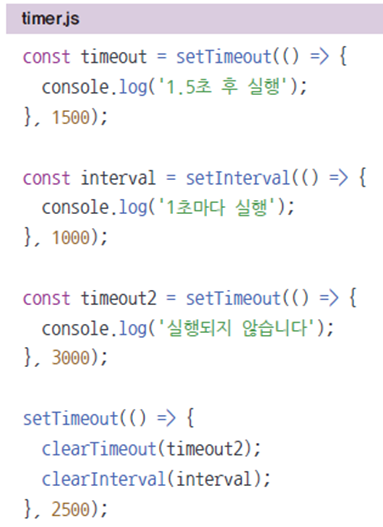 timer.js
const timeout = setTimeout(() => {
  console.log('1.5초 후 실행');
}, 1500);

const interval = setInterval(() => {
  console.log('1초마다 실행');
}, 1000);

const timeout2 = setTimeout(() => {
  console.log('실행되지 않습니다');
}, 3000);

setTimeout(() => {
  clearTimeout(timeout2);
  clearInterval(interval);
}, 2500);